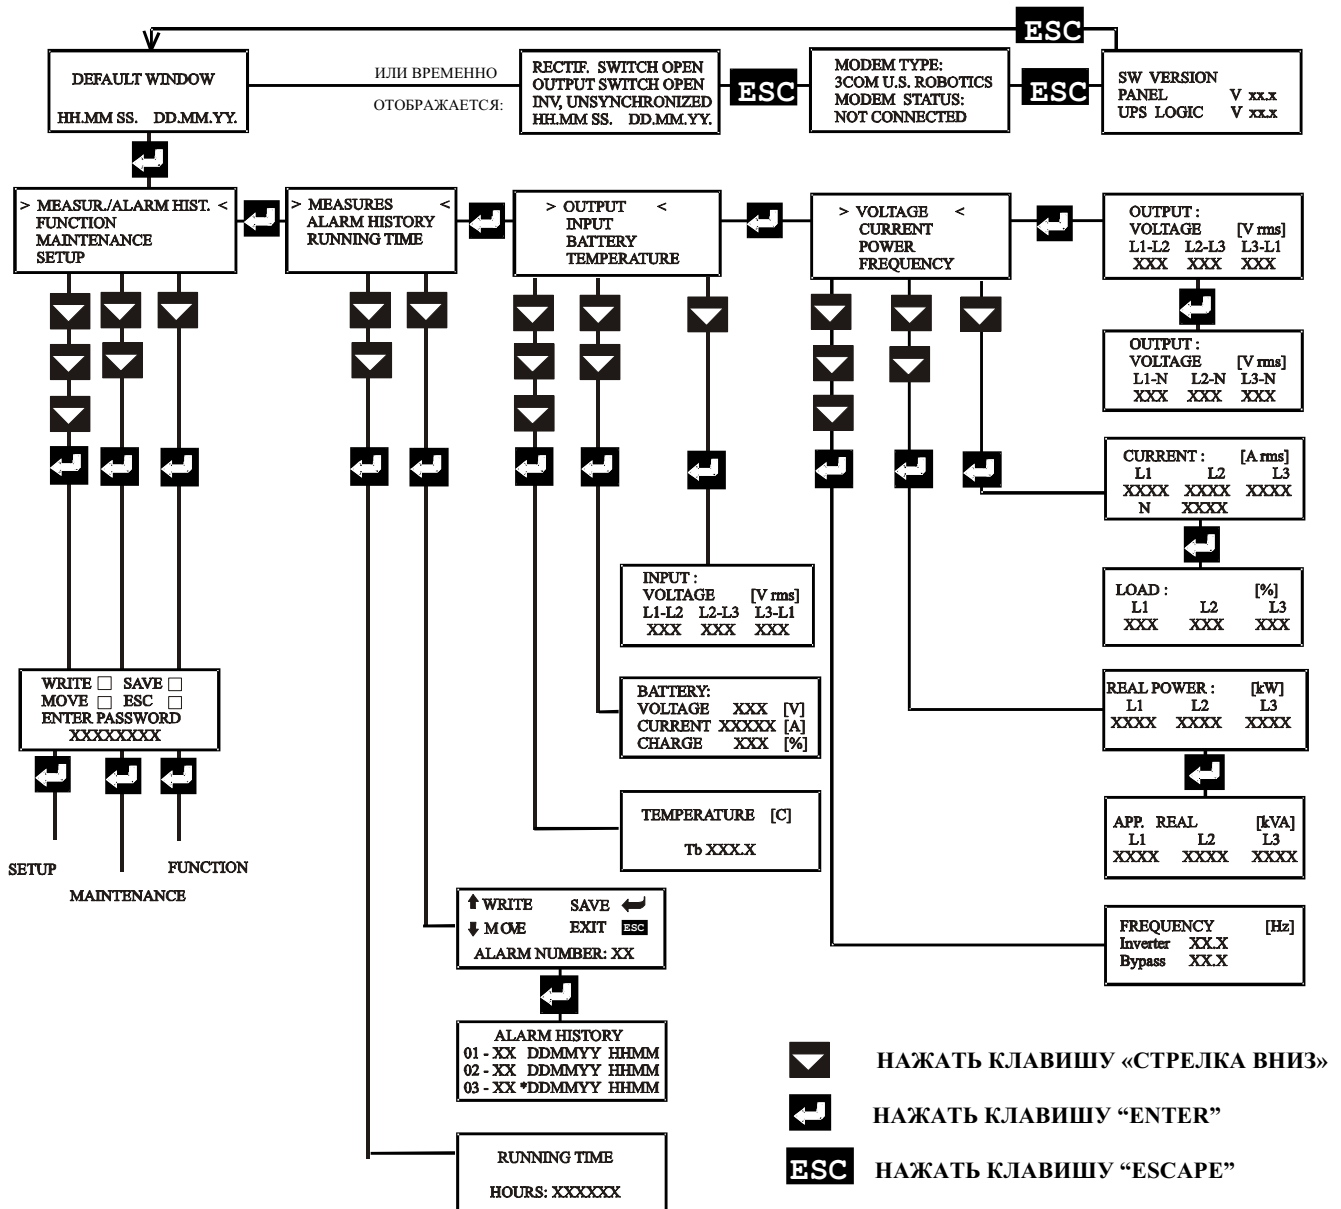 ESC
DEFAULT WINDOW
HH.MM SS. DD.MM.YY.
ИЛИ ВРЕМЕННО
ОТОБРАЖАЕТСЯ:
RECTIF. SWITCH OPEN
OUTPUT SWITCH OPEN
INV, UNSYNCHRONIZED
HH.MM SS. DD.MM.YY.
ESC
MODEM TYPE:
3COM U.S. ROBOTICS
MODEM STATUS:
NOT CONNECTED
ESC
SW VERSION
PANEL V xx.x
UPS LOGIC V xx.x
> MEASUR./ALARM HIST. <
FUNCTION
MAINTENANCE
SETUP
> MEASURES <
ALARM HISTORY
RUNNING TIME
> OUTPUT <
INPUT
BATTERY
TEMPERATURE
> VOLTAGE <
CURRENT
POWER
FREQUENCY
OUTPUT :
VOLTAGE [V rms]
L1-L2 L2-L3 L3-L1
XXX XXX XXX
OUTPUT :
VOLTAGE [V rms]
L1-N L2-N L3-N
XXX XXX XXX
CURRENT : [A rms]
L1 L2 L3
XXXX XXXX XXXX
N XXXX
LOAD : [%]
L1 L2 L3
XXX XXX XXX
INPUT :
VOLTAGE [V rms]
L1-L2 L2-L3 L3-L1
XXX XXX XXX
WRITE □ SAVE □
MOVE □ ESC □
ENTER PASSWORD
XXXXXXXX
BATTERY:
VOLTAGE XXX [V]
CURRENT XXXXX [A]
CHARGE XXX [%]
REAL POWER : [kW]
L1 L2 L3
XXXX XXXX XXXX
TEMPERATURE [C]
Tb XXX.X
APP. REAL [kVA]
L1 L2 L3
XXXX XXXX XXXX
SETUP
MAINTENANCE
FUNCTION
WRITE SAVE
MOVE EXIT ESC
ALARM NUMBER: XX
FREQUENCY [Hz]
Inverter XX.X
Bypass XX.X
ALARM HISTORY
01 - XX DDMMYY HHMM
02 - XX DDMMYY HHMM
03 - XX *DDMMYY HHMM
RUNNING TIME
HOURS: XXXXXX
НАЖАТЬ КЛАВИШУ «СТРЕЛКА ВНИЗ»
НАЖАТЬ КЛАВИШУ “ENTER”
ESC НАЖАТЬ КЛАВИШУ “ESCAPE”